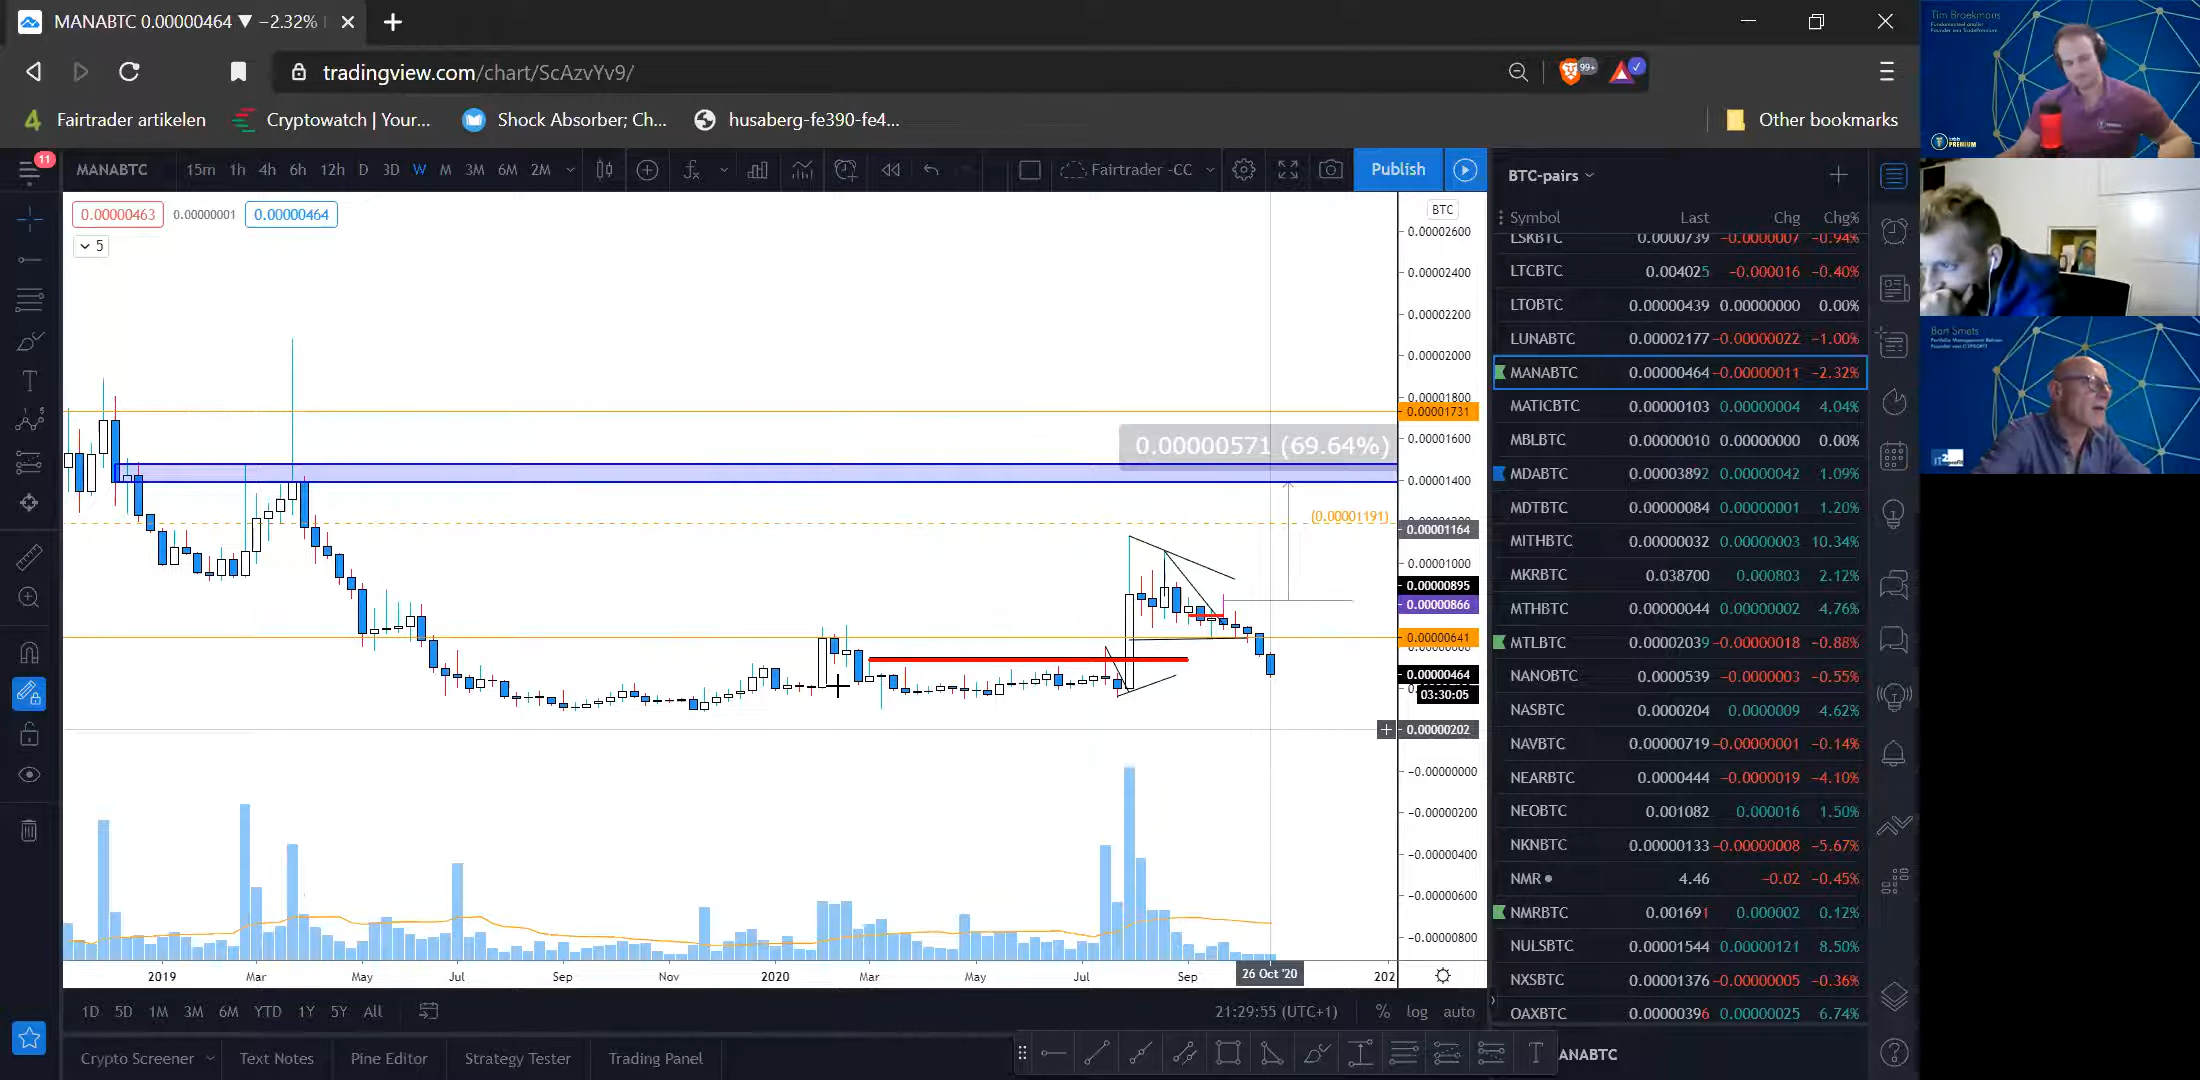 MANABTC 0.00000464 ▼ −2.32%
tradingview.com/chart/ScAzvYv9/
99+
Fairtrader artikelen
Cryptowatch | Your...
Shock Absorber; Ch...
husaberg-fe390-fe4...
Other bookmarks
11
MANABTC 15m 1h 4h 6h 12h D 3D W M 3M 6M 2M
Fairtrader -CC
Publish
0.00000463 0.00000001 0.00000464
5
BTC
0.00002600
0.00002400
0.00002200
0.00002000
0.00001800
0.00001731
0.00001600
0.00000571 (69.64%)
0.00001400
(0.00001191)
0.00001164
0.00001000
0.00000895
0.00000866
0.00000641
0.00000464
03:30:05
0.00000202
−0.00000000
−0.00000200
−0.00000400
−0.00000600
−0.00000800
2019 Mar May Jul Sep Nov 2020 Mar May Jul Sep 26 Oct '20 202
1D 5D 1M 3M 6M YTD 1Y 5Y All
21:29:55 (UTC+1) % log auto
Crypto Screener Text Notes Pine Editor Strategy Tester Trading Panel
BTC-pairs
Symbol Last Chg Chg%
LSKBTC 0.0000739 −0.0000007 −0.94%
LTCBTC 0.004025 −0.000016 −0.40%
LTOBTC 0.00000439 0.00000000 0.00%
LUNABTC 0.00002177 −0.00000022 −1.00%
MANABTC 0.00000464 −0.00000011 −2.32%
MATICBTC 0.00000103 0.00000004 4.04%
MBLBTC 0.00000010 0.00000000 0.00%
MDABTC 0.00003892 0.00000042 1.09%
MDTBTC 0.00000084 0.00000001 1.20%
MITHBTC 0.00000032 0.00000003 10.34%
MKRBTC 0.038700 0.000803 2.12%
MTHBTC 0.00000044 0.00000002 4.76%
MTLBTC 0.00002039 −0.00000018 −0.88%
NANOBTC 0.0000539 −0.0000003 −0.55%
NASBTC 0.0000204 0.0000009 4.62%
NAVBTC 0.00000719 −0.00000001 −0.14%
NEARBTC 0.0000444 −0.0000019 −4.10%
NEOBTC 0.001082 0.000016 1.50%
NKNBTC 0.00000133 −0.00000008 −5.67%
NMR 4.46 −0.02 −0.45%
NMRBTC 0.001691 0.000002 0.12%
NULSBTC 0.00001544 0.00000121 8.50%
NXSBTC 0.00001376 −0.00000005 −0.36%
OAXBTC 0.00000396 0.00000025 6.74%
ANABTC
Tim Broekmans
PREMIUM
Bart Smets